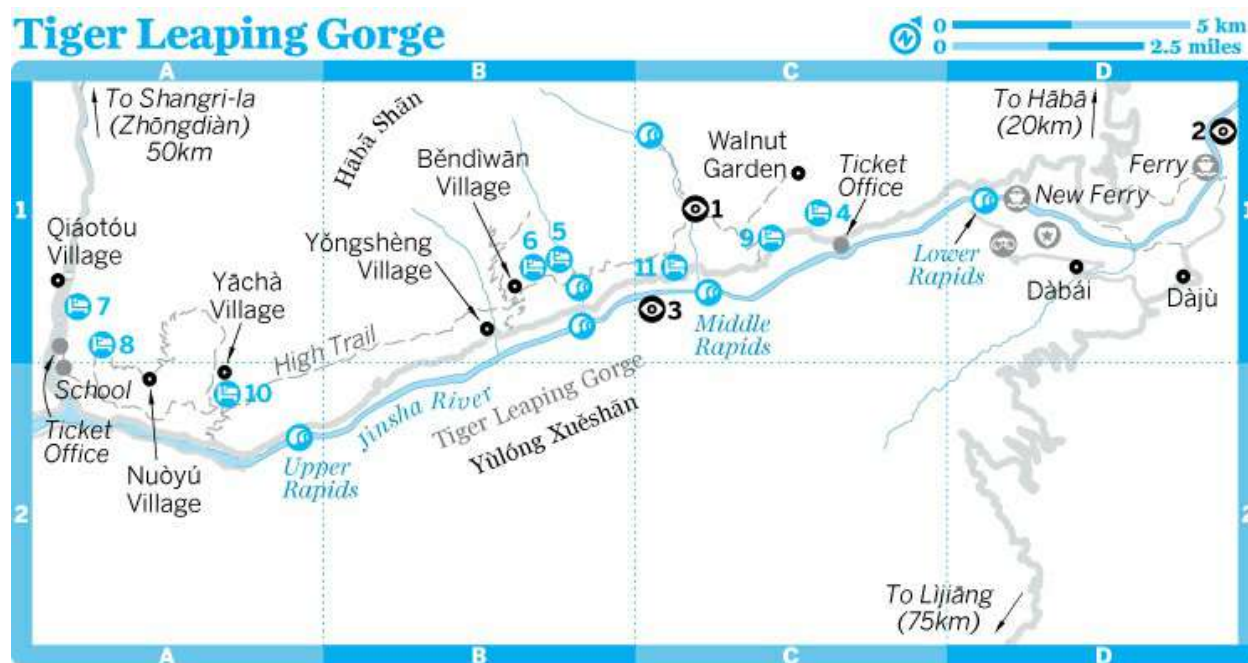 Tiger Leaping Gorge
0
5 km
0
2.5 miles
A
B
C
D
To Shangri-la
(Zhōngdiàn)
50km
Hābā Shān
Běndìwān
Village
Walnut
Garden
Ticket
Office
To Hābā
(20km)
2
Ferry
New Ferry
1
1
1
Qiáotóu
Village
Yǒngshèng
Village
6
5
4
9
11
Lower
Rapids
Dàbái
Dàjù
7
Yāchà
Village
3
Middle
Rapids
8
High Trail
School
10
Ticket
Office
Nuòyú
Village
Jinsha River
Tiger Leaping Gorge
Yùlóng Xuěshān
Upper
Rapids
2
2
To Lìjiāng
(75km)
A
B
C
D